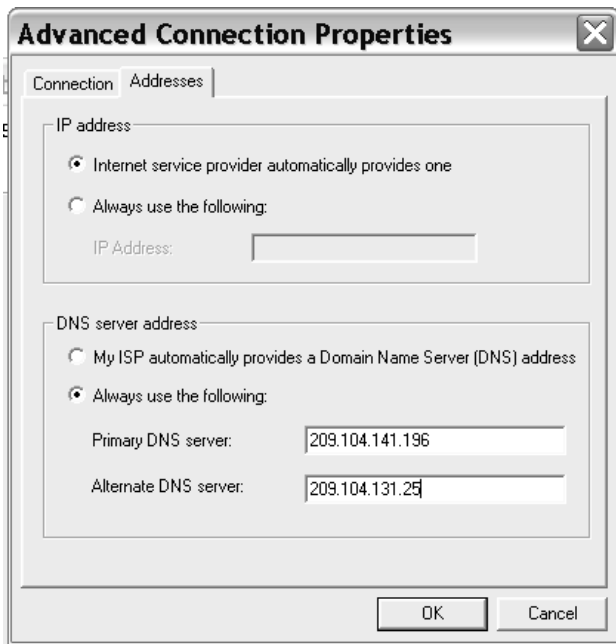 Advanced Connection Properties
Connection
Addresses
IP address
Internet service provider automatically provides one
Always use the following:
IP Address:
DNS server address
My ISP automatically provides a Domain Name Server (DNS) address
Always use the following:
Primary DNS server: 209.104.141.196
Alternate DNS server: 209.104.131.25
OK Cancel